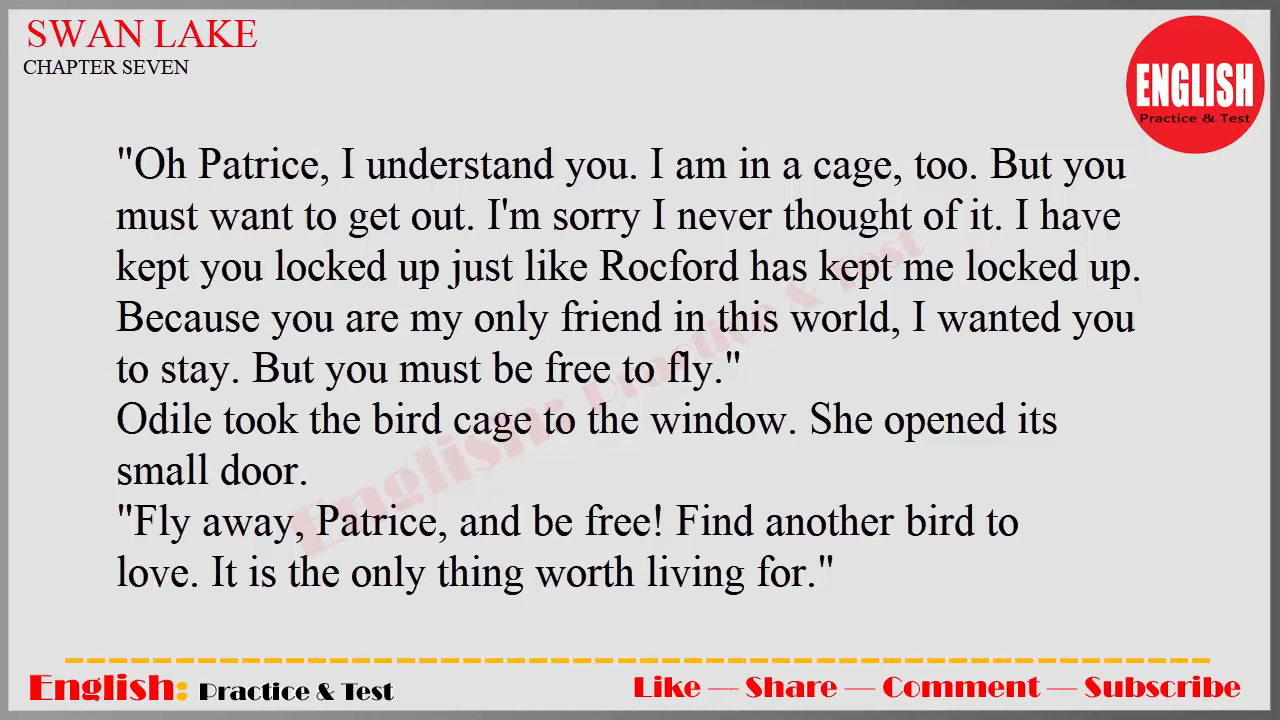 SWAN LAKE
CHAPTER SEVEN
ENGLISH
Practice & Test
"Oh Patrice, I understand you. I am in a cage, too. But you
must want to get out. I'm sorry I never thought of it. I have
kept you locked up just like Rocford has kept me locked up.
Because you are my only friend in this world, I wanted you
to stay. But you must be free to fly."
Odile took the bird cage to the window. She opened its
small door.
"Fly away, Patrice, and be free! Find another bird to
love. It is the only thing worth living for."
English: Practice & Test
English: Practice & Test
Like — Share — Comment — Subscribe